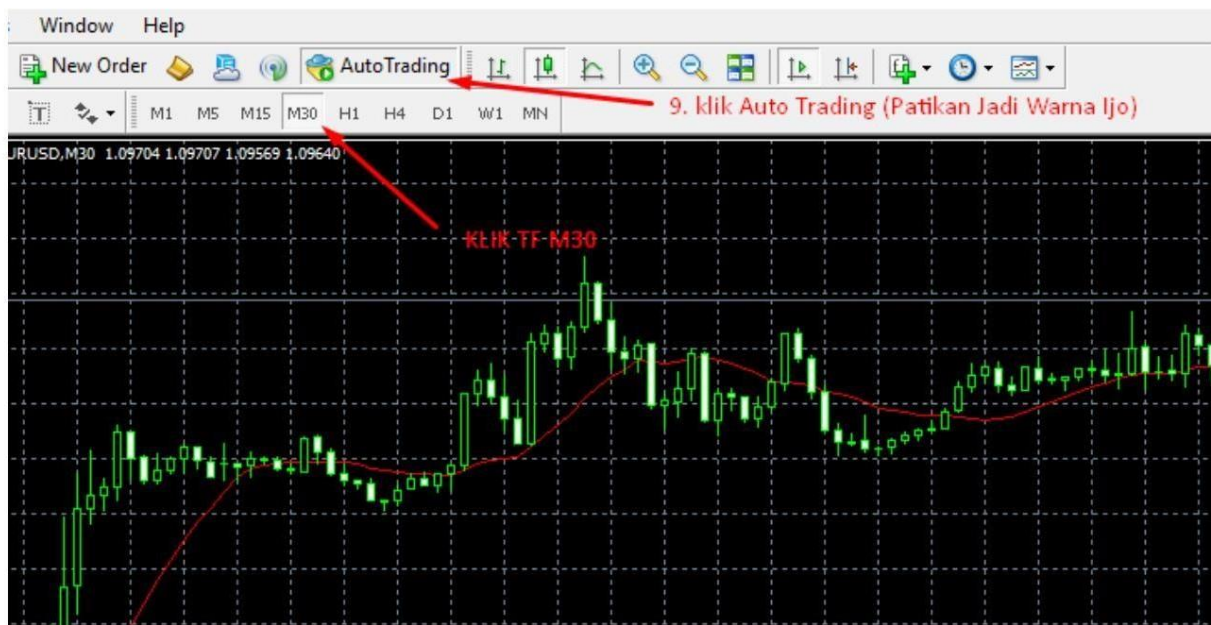 Window Help
New Order AutoTrading
T M1 M5 M15 M30 H1 H4 D1 W1 MN
9. klik Auto Trading (Patikan Jadi Warna Ijo)
URUSD,M30 1.09704 1.09707 1.09569 1.09640
KLIK TF M30